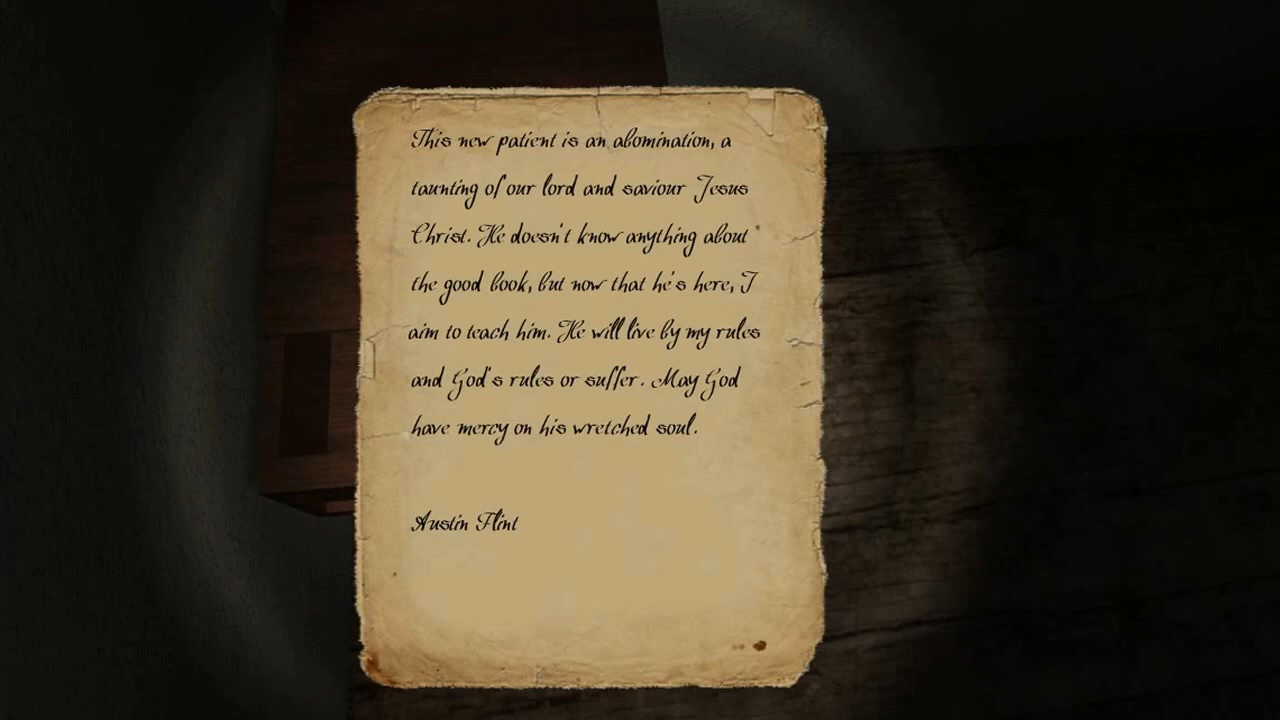 This new patient is an abomination, a
taunting of our lord and saviour Jesus
Christ. He doesn't know anything about
the good book, but now that he's here, I
aim to teach him. He will live by my rules
and God's rules or suffer. May God
have mercy on his wretched soul.
Austin Flint